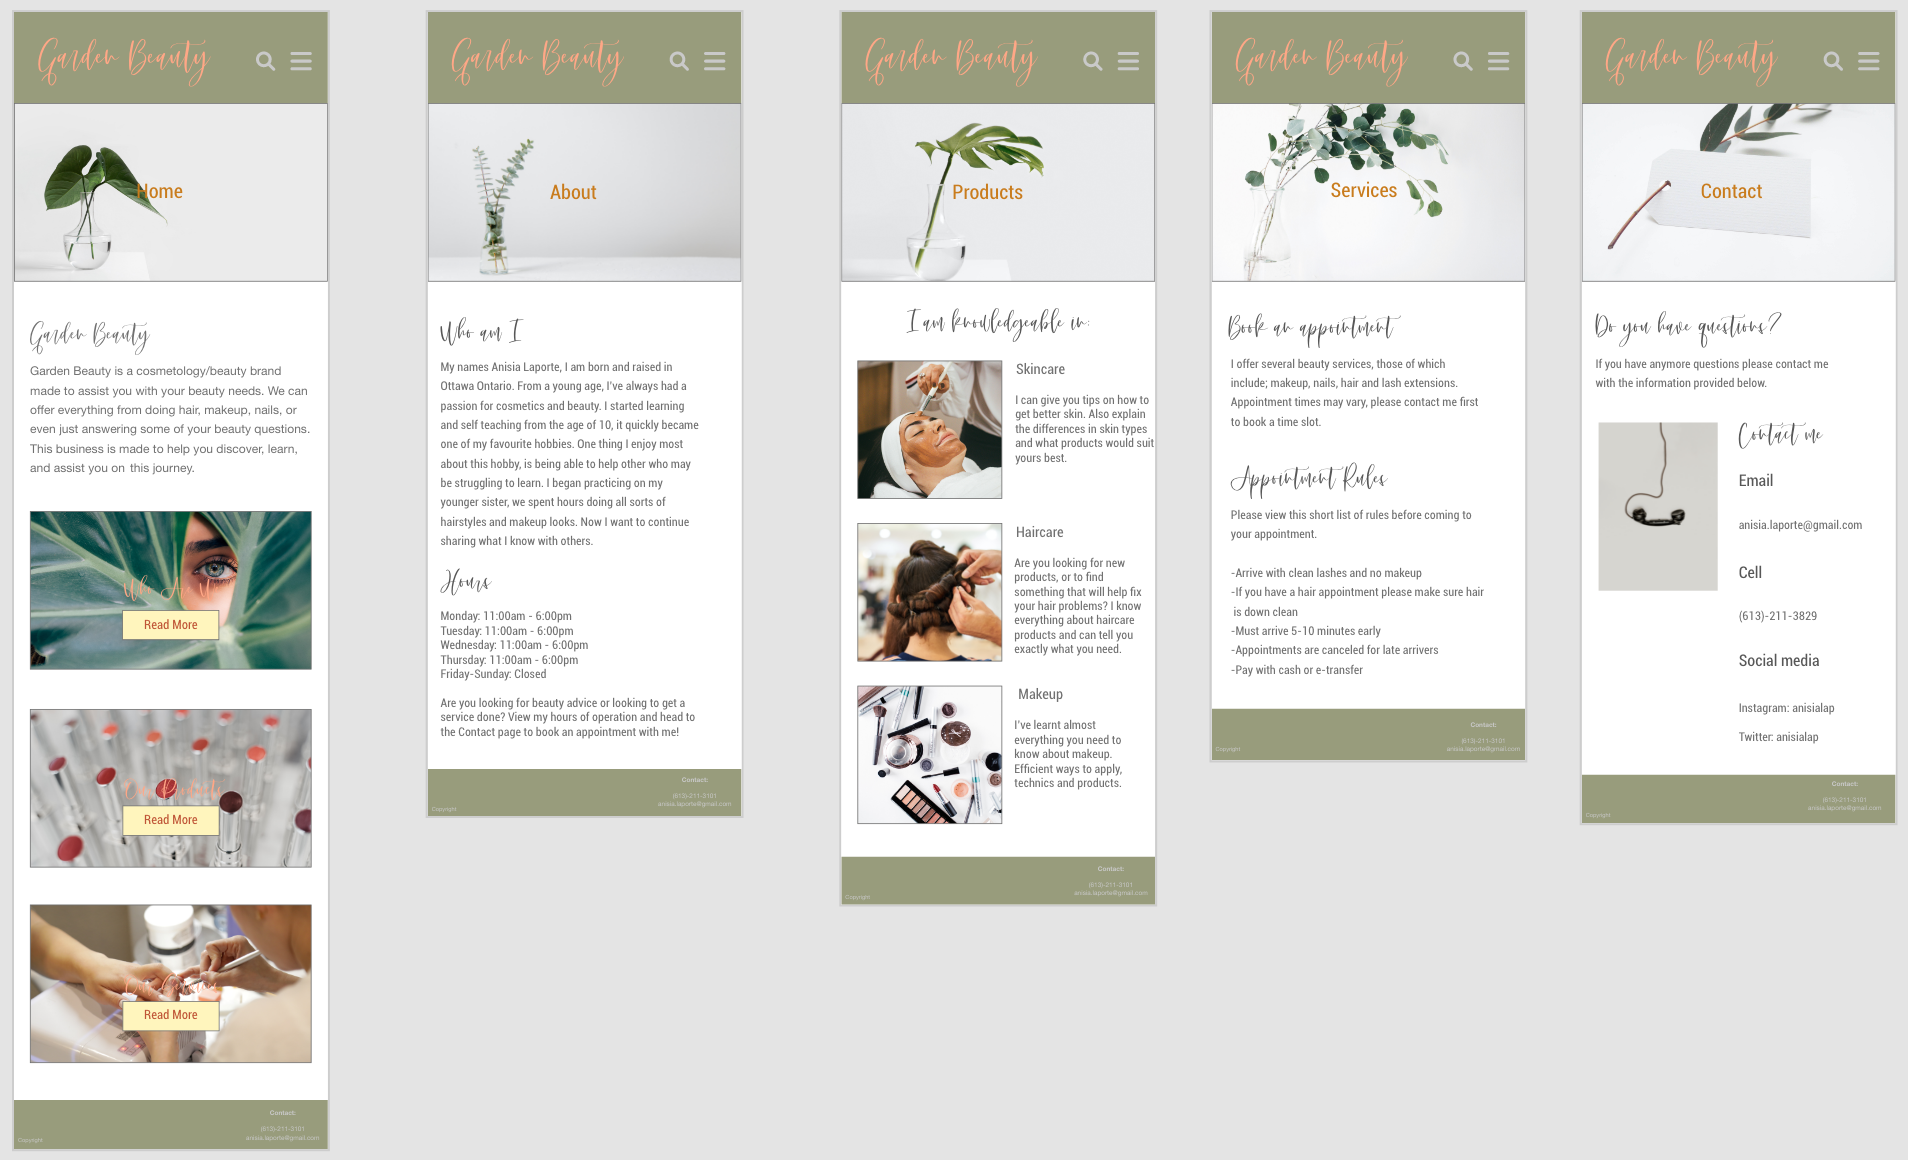 Garden Beauty
Home
Garden Beauty
Garden Beauty is a cosmetology/beauty brand
made to assist you with your beauty needs. We can
offer everything from doing hair, makeup, nails, or
even just answering some of your beauty questions.
This business is made to help you discover, learn,
and assist you on this journey.
Who Are We
Read More
Our Products
Read More
Our Services
Read More
Contact:
(613)-211-3101
anisia.laporte@gmail.com
Copyright
Garden Beauty
About
Who am I
My names Anisia Laporte, I am born and raised in
Ottawa Ontario. From a young age, I've always had a
passion for cosmetics and beauty. I started learning
and self teaching from the age of 10, it quickly became
one of my favourite hobbies. One thing I enjoy most
about this hobby, is being able to help other who may
be struggling to learn. I began practicing on my
younger sister, we spent hours doing all sorts of
hairstyles and makeup looks. Now I want to continue
sharing what I know with others.
Hours
Monday: 11:00am - 6:00pm
Tuesday: 11:00am - 6:00pm
Wednesday: 11:00am - 6:00pm
Thursday: 11:00am - 6:00pm
Friday-Sunday: Closed
Are you looking for beauty advice or looking to get a
service done? View my hours of operation and head to
the Contact page to book an appointment with me!
Contact:
(613)-211-3101
anisia.laporte@gmail.com
Copyright
Garden Beauty
Products
I am knowledgeable in:
Skincare
I can give you tips on how to
get better skin. Also explain
the differences in skin types
and what products would suit
yours best.
Haircare
Are you looking for new
products, or to find
something that will help fix
your hair problems? I know
everything about haircare
products and can tell you
exactly what you need.
Makeup
I've learnt almost
everything you need to
know about makeup.
Efficient ways to apply,
technics and products.
Contact:
(613)-211-3101
anisia.laporte@gmail.com
Copyright
Garden Beauty
Services
Book an appointment
I offer several beauty services, those of which
include; makeup, nails, hair and lash extensions.
Appointment times may vary, please contact me first
to book a time slot.
Appointment Rules
Please view this short list of rules before coming to
your appointment.
-Arrive with clean lashes and no makeup
-If you have a hair appointment please make sure hair
is down clean
-Must arrive 5-10 minutes early
-Appointments are canceled for late arrivers
-Pay with cash or e-transfer
Contact:
(613)-211-3101
anisia.laporte@gmail.com
Copyright
Garden Beauty
Contact
Do you have questions?
If you have anymore questions please contact me
with the information provided below.
Contact me
Email
anisia.laporte@gmail.com
Cell
(613)-211-3829
Social media
Instagram: anisialap
Twitter: anisialap
Contact:
(613)-211-3101
anisia.laporte@gmail.com
Copyright